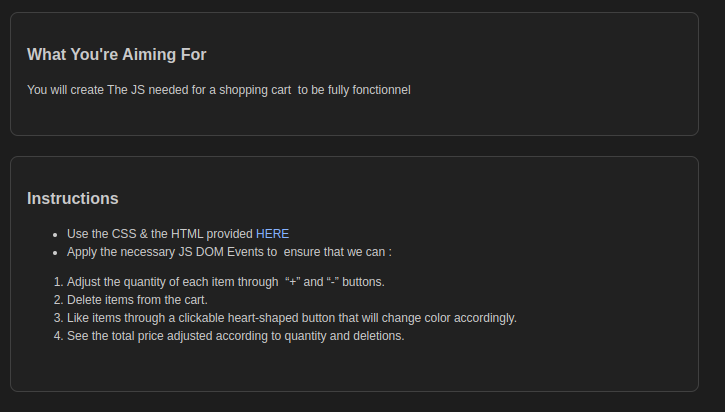 What You're Aiming For
You will create The JS needed for a shopping cart  to be fully fonctionnel
Instructions
• Use the CSS & the HTML provided HERE
• Apply the necessary JS DOM Events to  ensure that we can :
1. Adjust the quantity of each item through  “+” and “-” buttons.
2. Delete items from the cart.
3. Like items through a clickable heart-shaped button that will change color accordingly.
4. See the total price adjusted according to quantity and deletions.